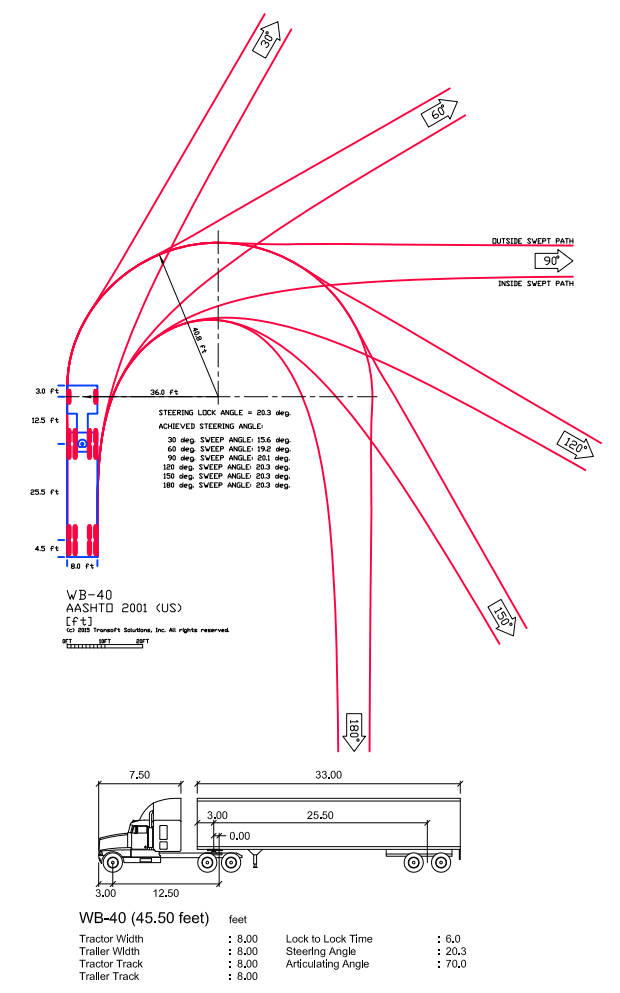 30°
60°
OUTSIDE SWEPT PATH
90°
INSIDE SWEPT PATH
40.8 ft
3.0 ft
36.0 ft
STEERING LOCK ANGLE = 20.3 deg.
12.5 ft
ACHIEVED STEERING ANGLE:
30 deg. SWEEP ANGLE: 15.6 deg.
60 deg. SWEEP ANGLE: 19.2 deg.
90 deg. SWEEP ANGLE: 20.1 deg.
120 deg. SWEEP ANGLE: 20.3 deg.
150 deg. SWEEP ANGLE: 20.3 deg.
180 deg. SWEEP ANGLE: 20.3 deg.
120°
25.5 ft
4.5 ft
8.0 ft
WB-40
AASHTO 2001 (US)
[ft]
(c) 2015 Transoft Solutions, Inc. All rights reserved.
0FT 10FT 20FT
150°
180°
7.50 33.00
3.00 25.50
0.00
3.00 12.50
WB-40 (45.50 feet) feet
Tractor Width : 8.00 Lock to Lock Time : 6.0
Trailer Width : 8.00 Steering Angle : 20.3
Tractor Track : 8.00 Articulating Angle : 70.0
Trailer Track : 8.00